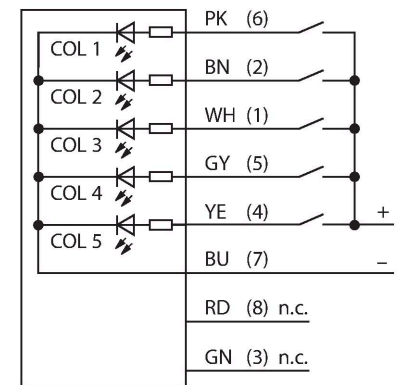 PK (6)
COL 1
BN (2)
COL 2
WH (1)
COL 3
GY (5)
COL 4
YE (4)
+
COL 5
BU (7)
–
RD (8) n.c.
GN (3) n.c.